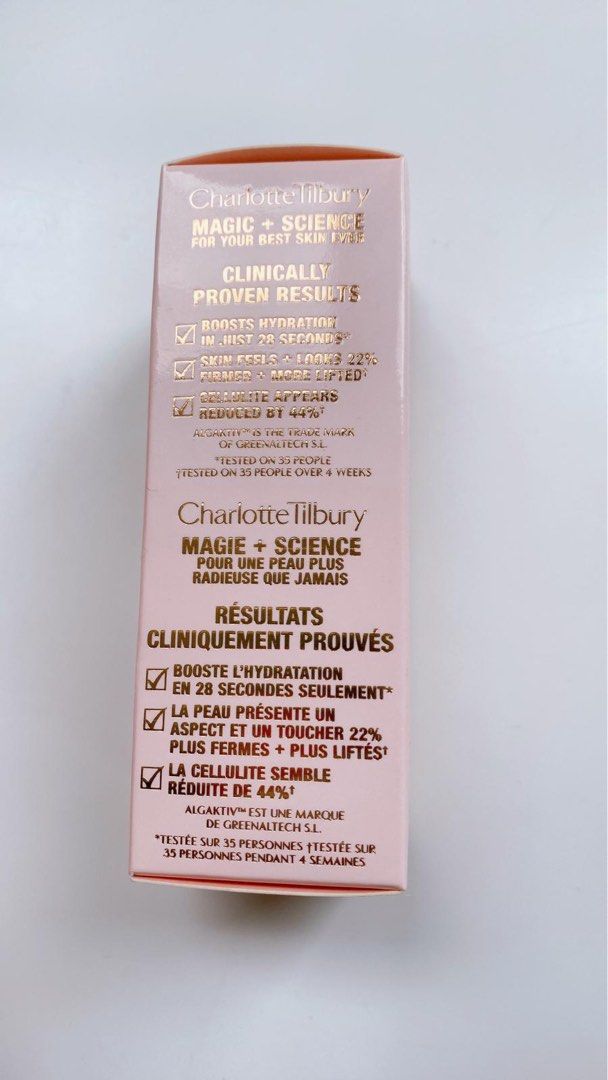 Charlotte Tilbury
MAGIC + SCIENCE
FOR YOUR BEST SKIN EVER
CLINICALLY
PROVEN RESULTS
BOOSTS HYDRATION
IN JUST 28 SECONDS*
SKIN FEELS + LOOKS 22%
FIRMER + MORE LIFTED†
CELLULITE APPEARS
REDUCED BY 44%†
ALGAKTIV™ IS THE TRADE MARK
OF GREENALTECH S.L.
*TESTED ON 35 PEOPLE
†TESTED ON 35 PEOPLE OVER 4 WEEKS
Charlotte Tilbury
MAGIE + SCIENCE
POUR UNE PEAU PLUS
RADIEUSE QUE JAMAIS
RÉSULTATS
CLINIQUEMENT PROUVÉS
BOOSTE L'HYDRATATION
EN 28 SECONDES SEULEMENT*
LA PEAU PRÉSENTE UN
ASPECT ET UN TOUCHER 22%
PLUS FERMES + PLUS LIFTÉS†
LA CELLULITE SEMBLE
RÉDUITE DE 44%†
ALGAKTIV™ EST UNE MARQUE
DE GREENALTECH S.L.
*TESTÉE SUR 35 PERSONNES †TESTÉE SUR
35 PERSONNES PENDANT 4 SEMAINES